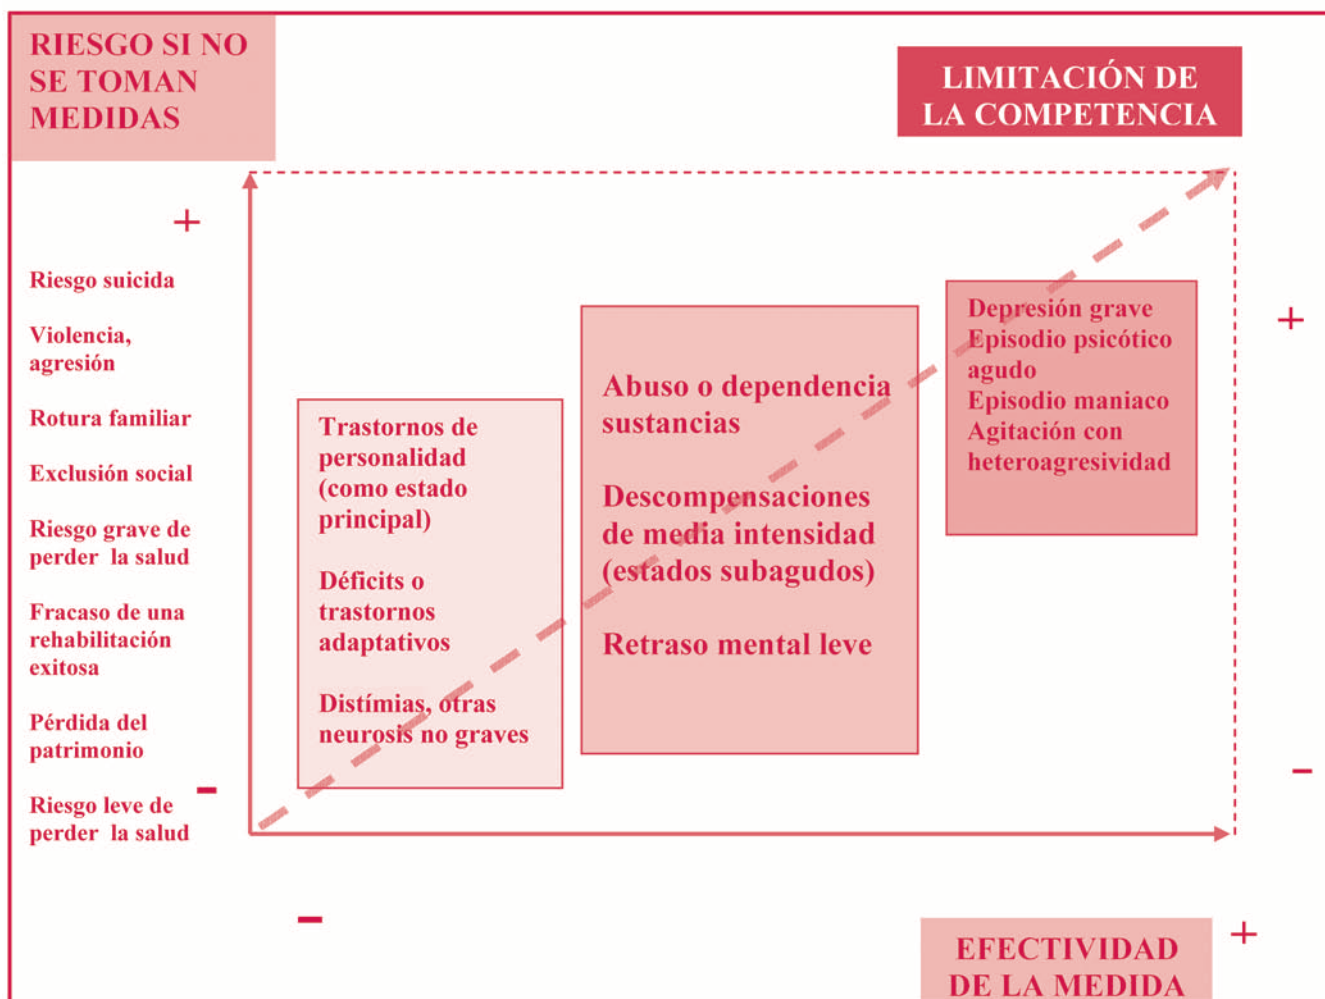 RIESGO SI NO
SE TOMAN
MEDIDAS
LIMITACIÓN DE
LA COMPETENCIA
+
Riesgo suicida
Violencia,
agresión
Rotura familiar
Exclusión social
Riesgo grave de
perder la salud
Fracaso de una
rehabilitación
exitosa
Pérdida del
patrimonio
-
Riesgo leve de
perder la salud
Trastornos de
personalidad
(como estado
principal)
Déficits o
trastornos
adaptativos
Distímias, otras
neurosis no graves
Abuso o dependencia
sustancias
Descompensaciones
de media intensidad
(estados subagudos)
Retraso mental leve
Depresión grave
Episodio psicótico
agudo
Episodio maniaco
Agitación con
heteroagresividad
+
-
-
+
EFECTIVIDAD
DE LA MEDIDA